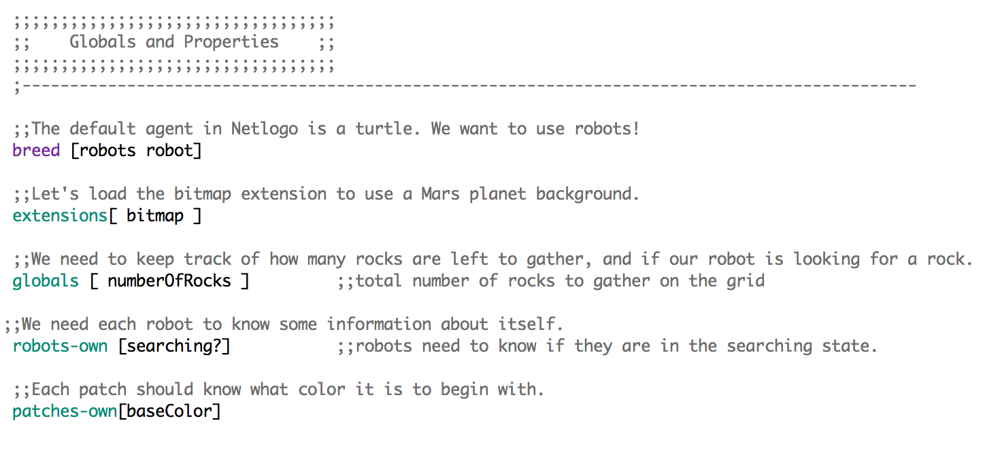 ;;;;;;;;;;;;;;;;;;;;;;;;;;;;;;;;;;
;;    Globals and Properties    ;;
;;;;;;;;;;;;;;;;;;;;;;;;;;;;;;;;;;
;----------------------------------------------------------------------------------------------
;;The default agent in Netlogo is a turtle. We want to use robots!
breed [robots robot]
;;Let's load the bitmap extension to use a Mars planet background.
extensions[ bitmap ]
;;We need to keep track of how many rocks are left to gather, and if our robot is looking for a rock.
globals [ numberOfRocks ]         ;;total number of rocks to gather on the grid
;;We need each robot to know some information about itself.
robots-own [searching?]           ;;robots need to know if they are in the searching state.
;;Each patch should know what color it is to begin with.
patches-own[baseColor]